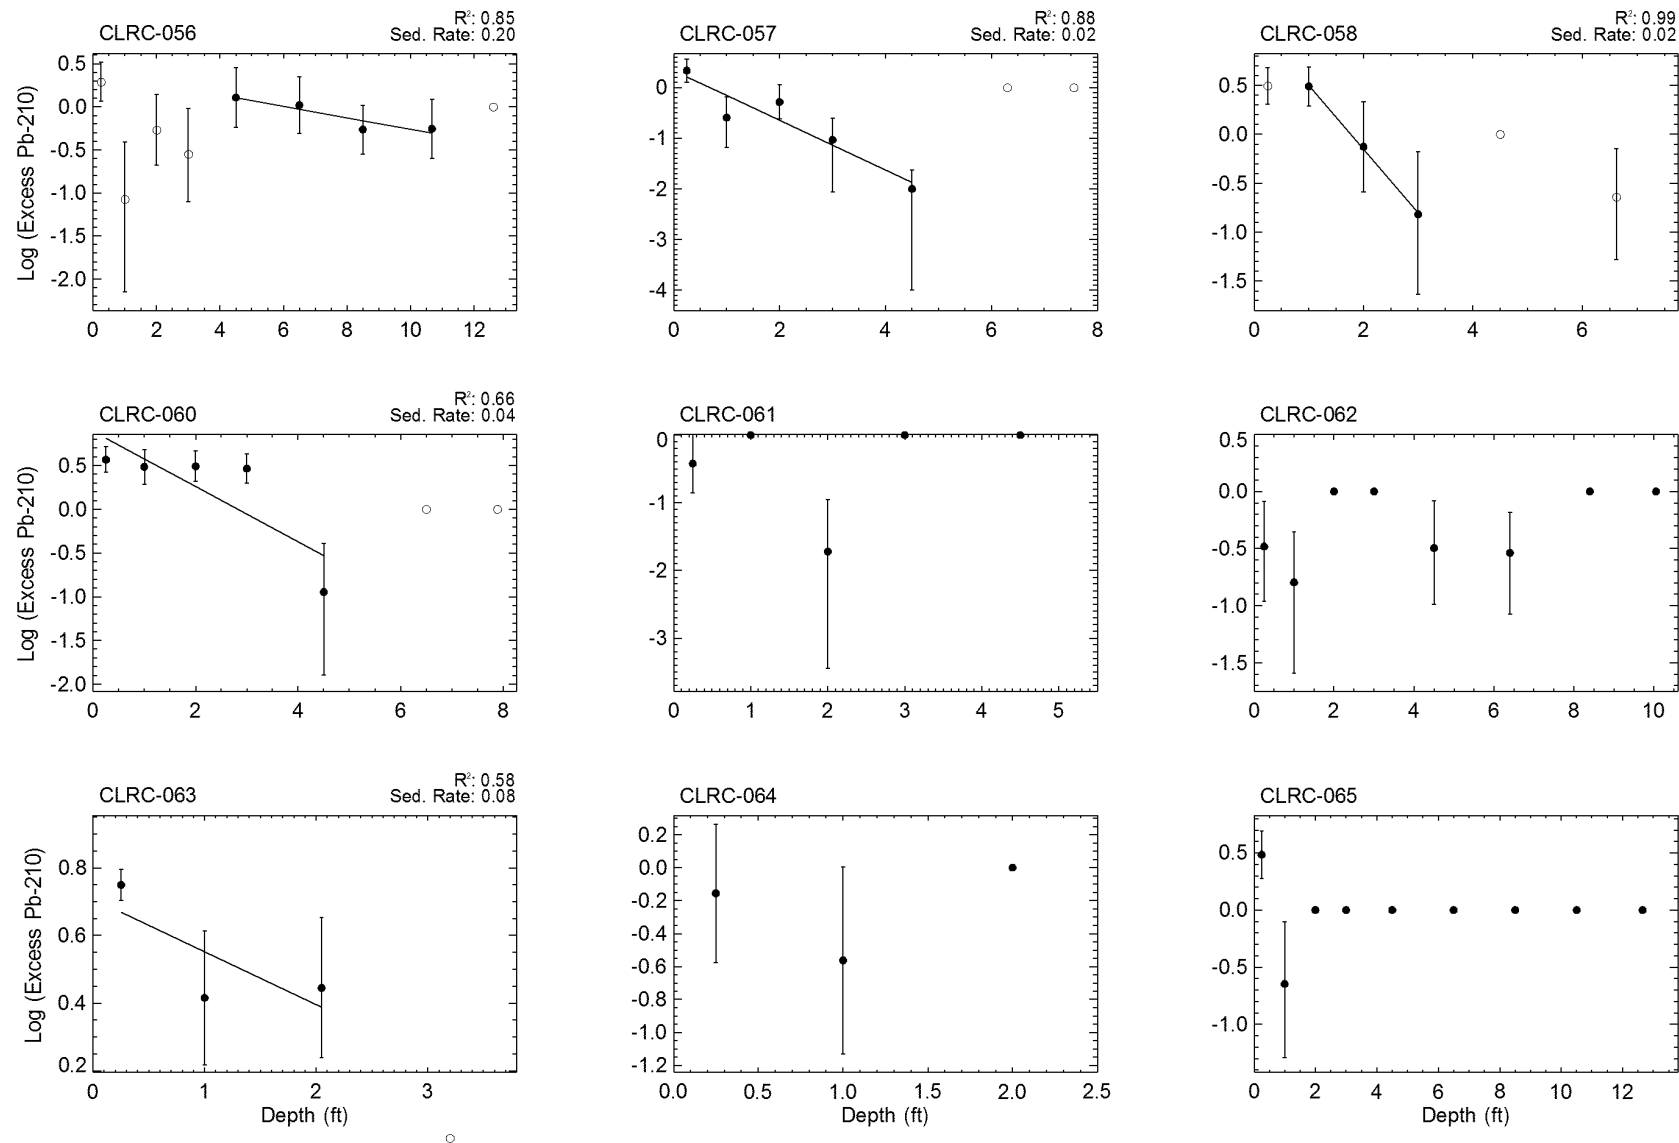 CLRC-056
R²: 0.85
Sed. Rate: 0.20
Log (Excess Pb-210)
0.5
0.0
-0.5
-1.0
-1.5
-2.0
0 2 4 6 8 10 12
CLRC-057
R²: 0.88
Sed. Rate: 0.02
0
-1
-2
-3
-4
0 2 4 6 8
CLRC-058
R²: 0.99
Sed. Rate: 0.02
0.5
0.0
-0.5
-1.0
-1.5
0 2 4 6
CLRC-060
R²: 0.66
Sed. Rate: 0.04
Log (Excess Pb-210)
0.5
0.0
-0.5
-1.0
-1.5
-2.0
0 2 4 6 8
CLRC-061
0
-1
-2
-3
1 2 3 4 5
CLRC-062
0.5
0.0
-0.5
-1.0
-1.5
0 2 4 6 8 10
CLRC-063
R²: 0.58
Sed. Rate: 0.08
Log (Excess Pb-210)
0.8
0.6
0.4
0.2
0 1 2 3
Depth (ft)
CLRC-064
0.2
0.0
-0.2
-0.4
-0.6
-0.8
-1.0
-1.2
0.0 0.5 1.0 1.5 2.0 2.5
Depth (ft)
CLRC-065
0.5
0.0
-0.5
-1.0
0 2 4 6 8 10 12
Depth (ft)